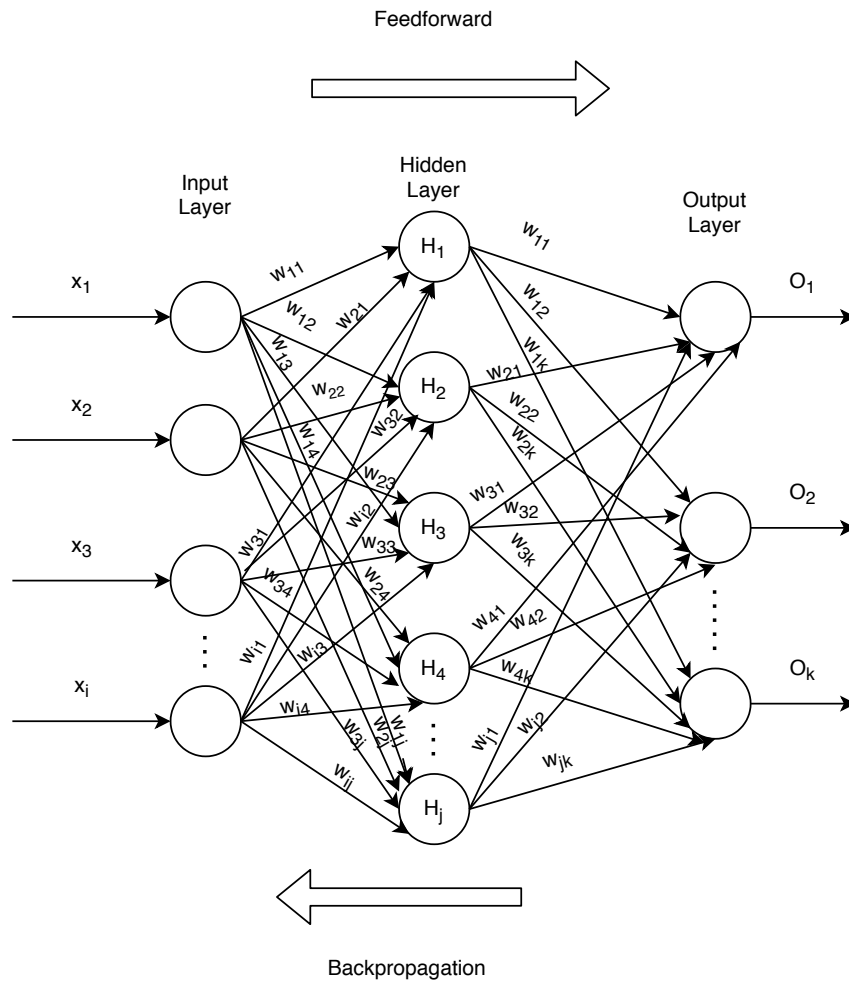 Feedforward
Input
Layer
Hidden
Layer
Output
Layer
x₁
x₂
x₃
xᵢ
w₁₁
w₁₂
w₁₃
w₂₁
w₂₂
w₁₄
w₃₂
w₂₃
wᵢ₂
w₃₁
w₃₃
w₃₄
w₂₄
wᵢ₁
wᵢ₃
wᵢ₄
w₃ⱼ
w₂ⱼ
w₁ⱼ
wᵢⱼ
H₁
H₂
H₃
H₄
Hⱼ
w₁₁
w₁₂
w₁ₖ
w₂₁
w₂₂
w₂ₖ
w₃₁
w₃₂
w₃ₖ
w₄₁
w₄₂
w₄ₖ
wⱼ₁
wᵢⱼ₂
wⱼₖ
O₁
O₂
Oₖ
Backpropagation